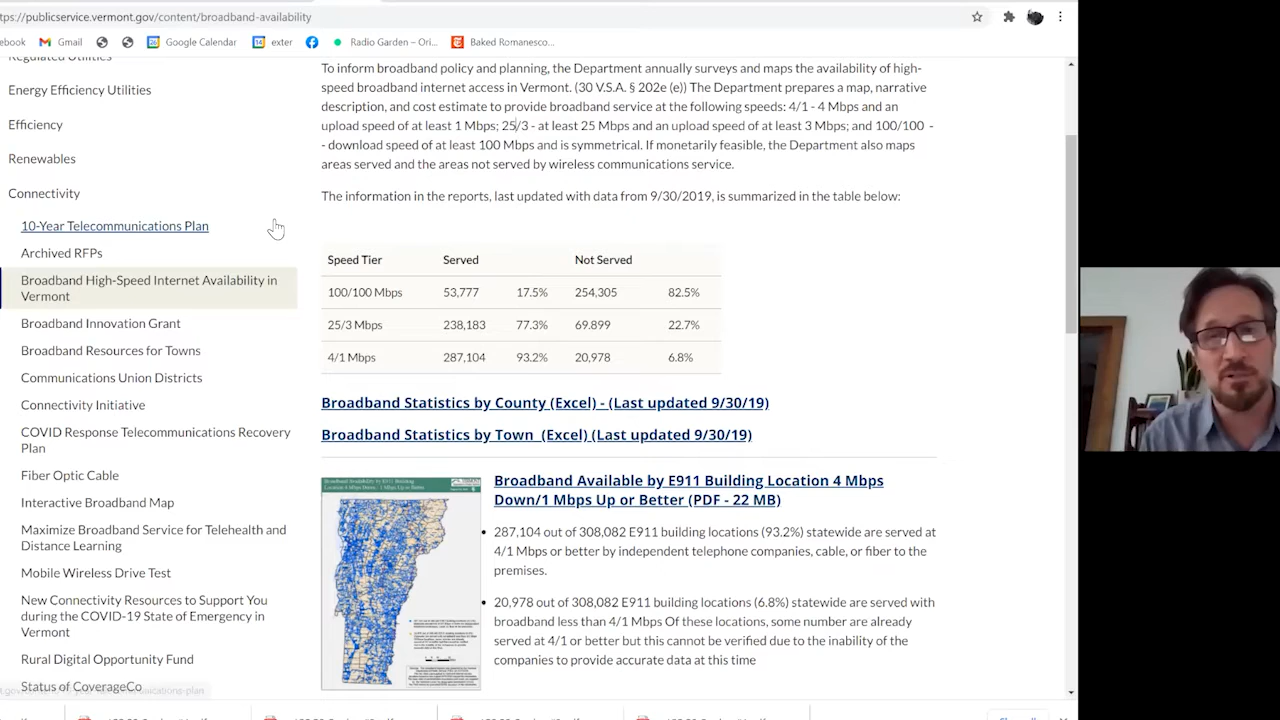 ttps://publicservice.vermont.gov/content/broadband-availability
ebook
Gmail
Google Calendar
exter
Radio Garden – Ori...
Baked Romanesco...
Regulated Utilities
Energy Efficiency Utilities
Efficiency
Renewables
Connectivity
10-Year Telecommunications Plan
Archived RFPs
Broadband High-Speed Internet Availability in
Vermont
Broadband Innovation Grant
Broadband Resources for Towns
Communications Union Districts
Connectivity Initiative
COVID Response Telecommunications Recovery
Plan
Fiber Optic Cable
Interactive Broadband Map
Maximize Broadband Service for Telehealth and
Distance Learning
Mobile Wireless Drive Test
New Connectivity Resources to Support You
during the COVID-19 State of Emergency in
Vermont
Rural Digital Opportunity Fund
Status of CoverageCo
To inform broadband policy and planning, the Department annually surveys and maps the availability of high-
speed broadband internet access in Vermont. (30 V.S.A. § 202e (e)) The Department prepares a map, narrative
description, and cost estimate to provide broadband service at the following speeds: 4/1 - 4 Mbps and an
upload speed of at least 1 Mbps; 25/3 - at least 25 Mbps and an upload speed of at least 3 Mbps; and 100/100 -
- download speed of at least 100 Mbps and is symmetrical. If monetarily feasible, the Department also maps
areas served and the areas not served by wireless communications service.
The information in the reports, last updated with data from 9/30/2019, is summarized in the table below:
Speed Tier Served Not Served
100/100 Mbps 53,777 17.5% 254,305 82.5%
25/3 Mbps 238,183 77.3% 69.899 22.7%
4/1 Mbps 287,104 93.2% 20,978 6.8%
Broadband Statistics by County (Excel) - (Last updated 9/30/19)
Broadband Statistics by Town (Excel) (Last updated 9/30/19)
Broadband Available by E911 Building Location 4 Mbps
Down/1 Mbps Up or Better (PDF - 22 MB)
287,104 out of 308,082 E911 building locations (93.2%) statewide are served at
4/1 Mbps or better by independent telephone companies, cable, or fiber to the
premises.
20,978 out of 308,082 E911 building locations (6.8%) statewide are served with
broadband less than 4/1 Mbps Of these locations, some number are already
served at 4/1 or better but this cannot be verified due to the inability of the
companies to provide accurate data at this time